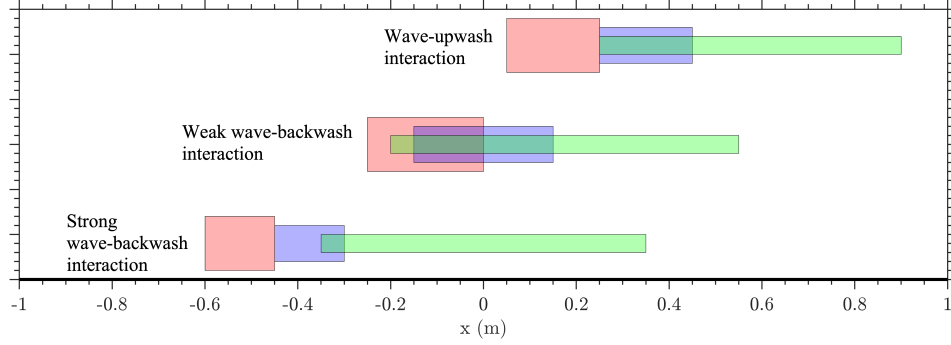 Wave-upwash
interaction
Weak wave-backwash
interaction
Strong
wave-backwash
interaction
-1 -0.8 -0.6 -0.4 -0.2 0 0.2 0.4 0.6 0.8 1
x (m)